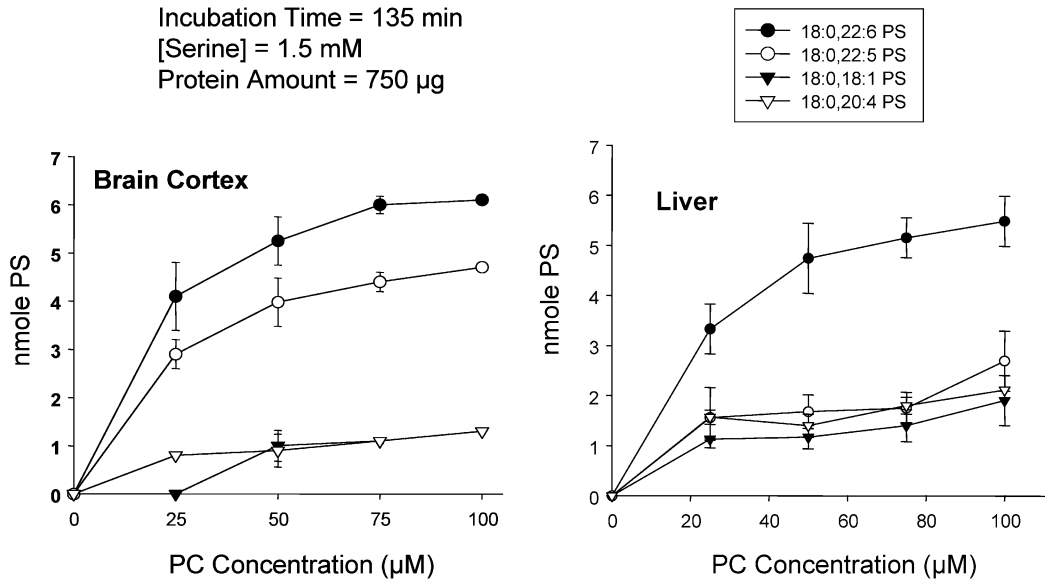 Incubation Time = 135 min
[Serine] = 1.5 mM
Protein Amount = 750 µg
18:0,22:6 PS
18:0,22:5 PS
18:0,18:1 PS
18:0,20:4 PS
Brain Cortex
nmole PS
7
6
5
4
3
2
1
0
0 25 50 75 100
PC Concentration (µM)
Liver
nmole PS
7
6
5
4
3
2
1
0
0 20 40 60 80 100
PC Concentration (µM)